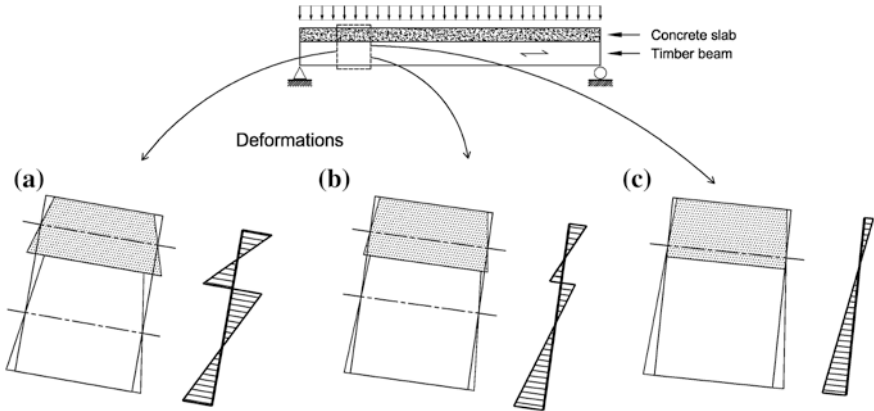 Concrete slab
Timber beam
Deformations
(a)
(b)
(c)